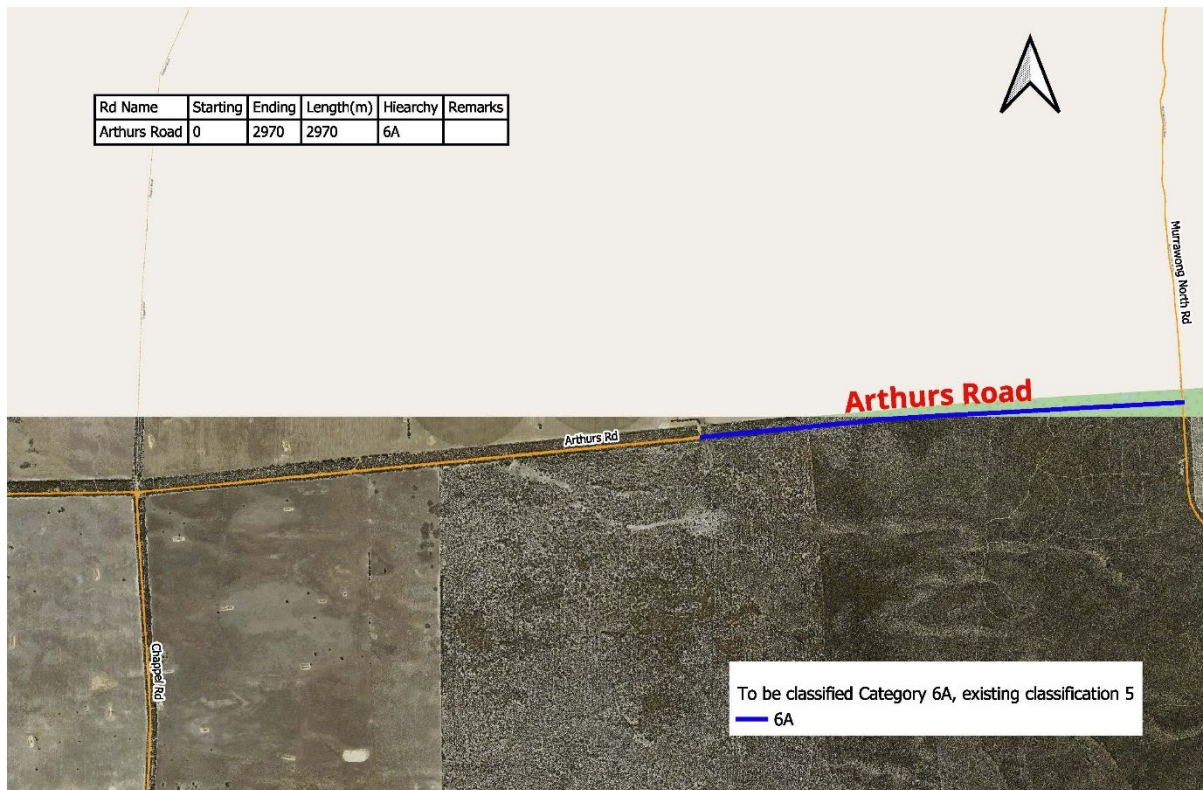 Rd Name Starting Ending Length(m) Hiearchy Remarks
Arthurs Road 0 2970 2970 6A
Murrawong North Rd
Arthurs Road
Arthurs Rd
Chappel Rd
To be classified Category 6A, existing classification 5
6A